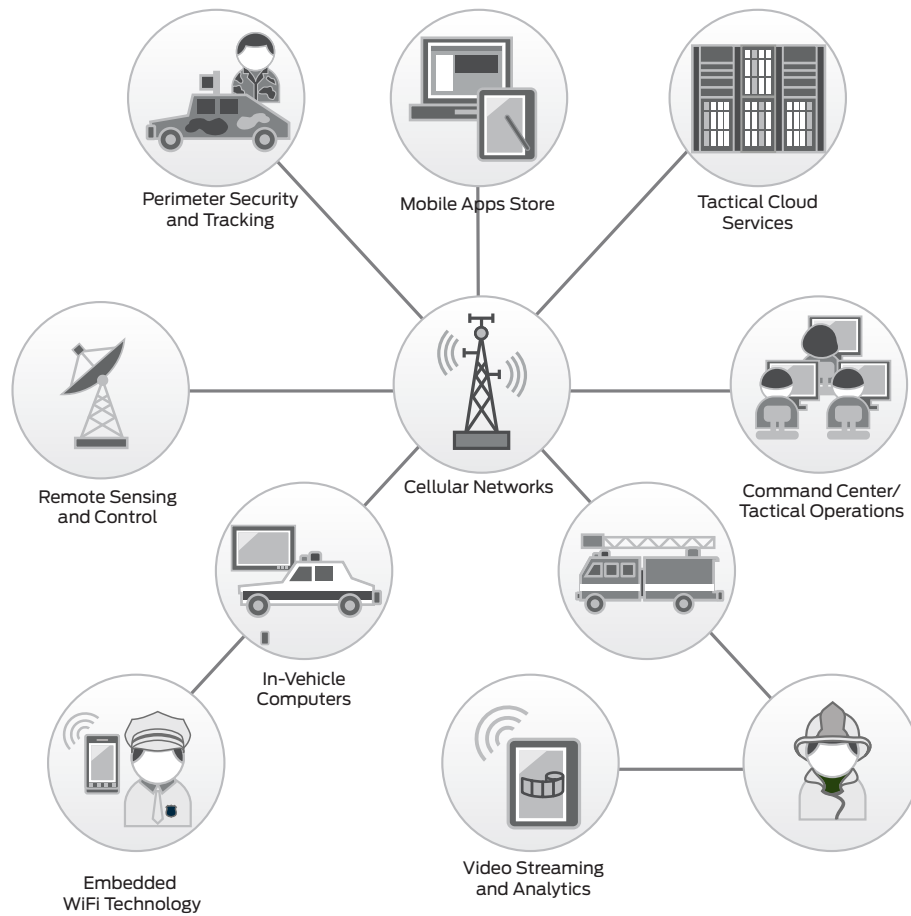 Perimeter Security
and Tracking
Mobile Apps Store
Tactical Cloud
Services
Remote Sensing
and Control
Cellular Networks
Command Center/
Tactical Operations
In-Vehicle
Computers
Embedded
WiFi Technology
Video Streaming
and Analytics